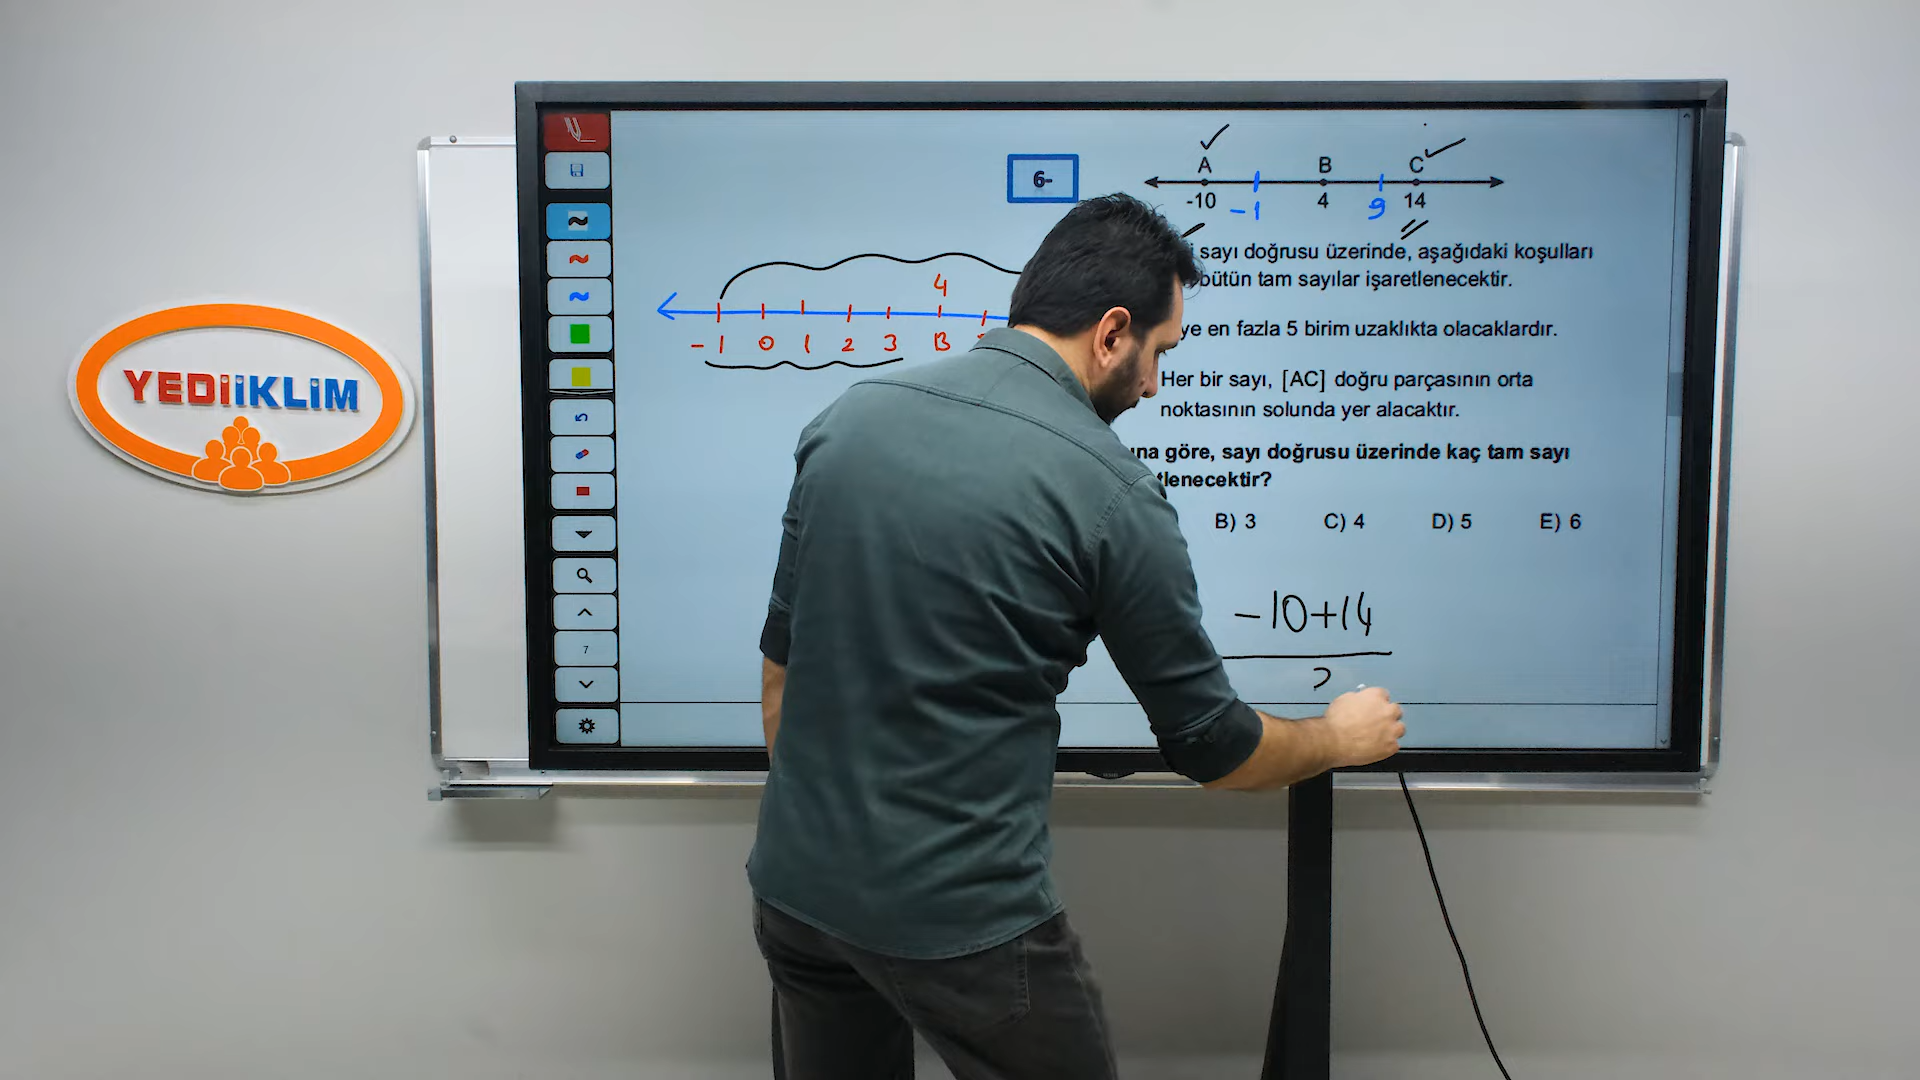 YEDİİKLİM
6-
A B C
-10 -1 4 9 14
sayı doğrusu üzerinde, aşağıdaki koşulları
bütün tam sayılar işaretlenecektir.
4
-1 0 1 2 3 B
ye en fazla 5 birim uzaklıkta olacaklardır.
Her bir sayı, [AC] doğru parçasının orta
noktasının solunda yer alacaktır.
göre, sayı doğrusu üzerinde kaç tam sayı
B) 3 C) 4 D) 5 E) 6
-10+14
2
7